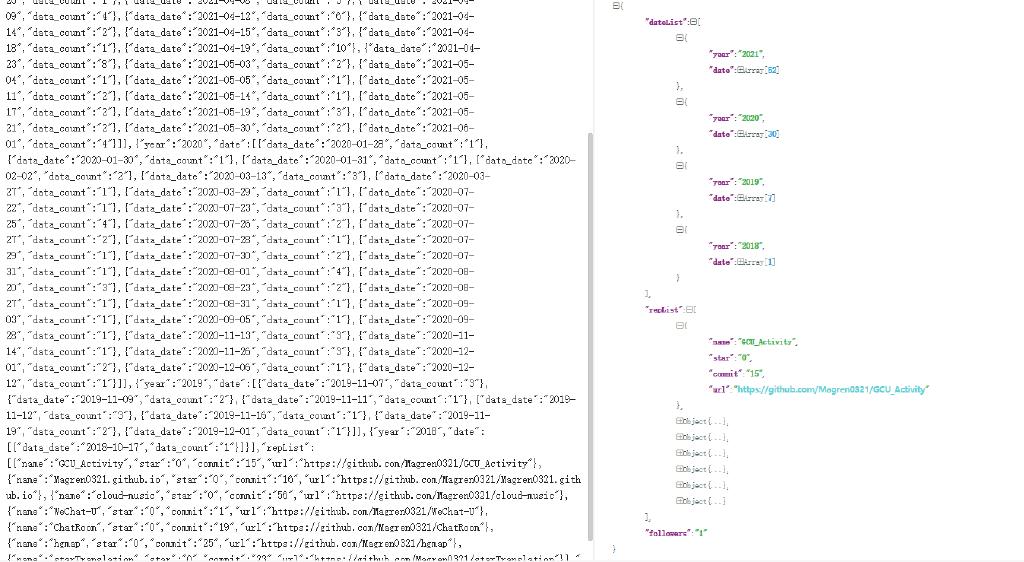 09","data_count":"4"},{"data_date":"2021-04-12","data_count":"6"},{"data_date":"2021-04-
14","data_count":"2"},{"data_date":"2021-04-15","data_count":"3"},{"data_date":"2021-04-
18","data_count":"1"},{"data_date":"2021-04-19","data_count":"10"},{"data_date":"2021-04-
23","data_count":"8"},{"data_date":"2021-05-03","data_count":"2"},{"data_date":"2021-05-
04","data_count":"1"},{"data_date":"2021-05-05","data_count":"1"},{"data_date":"2021-05-
11","data_count":"2"},{"data_date":"2021-05-14","data_count":"1"},{"data_date":"2021-05-
17","data_count":"2"},{"data_date":"2021-05-19","data_count":"3"},{"data_date":"2021-05-
21","data_count":"2"},{"data_date":"2021-05-30","data_count":"2"},{"data_date":"2021-06-
01","data_count":"4"}]},{"year":"2020","date":[{"data_date":"2020-01-28","data_count":"1"},
{"data_date":"2020-01-30","data_count":"1"},{"data_date":"2020-01-31","data_count":"1"},{"data_date":"2020-
02-02","data_count":"2"},{"data_date":"2020-03-13","data_count":"3"},{"data_date":"2020-03-
27","data_count":"1"},{"data_date":"2020-03-29","data_count":"1"},{"data_date":"2020-07-
22","data_count":"1"},{"data_date":"2020-07-23","data_count":"3"},{"data_date":"2020-07-
25","data_count":"4"},{"data_date":"2020-07-26","data_count":"2"},{"data_date":"2020-07-
27","data_count":"2"},{"data_date":"2020-07-28","data_count":"1"},{"data_date":"2020-07-
29","data_count":"1"},{"data_date":"2020-07-30","data_count":"2"},{"data_date":"2020-07-
31","data_count":"1"},{"data_date":"2020-08-01","data_count":"4"},{"data_date":"2020-08-
20","data_count":"3"},{"data_date":"2020-08-23","data_count":"2"},{"data_date":"2020-08-
27","data_count":"1"},{"data_date":"2020-08-31","data_count":"1"},{"data_date":"2020-09-
03","data_count":"1"},{"data_date":"2020-09-05","data_count":"1"},{"data_date":"2020-09-
28","data_count":"1"},{"data_date":"2020-11-13","data_count":"3"},{"data_date":"2020-11-
14","data_count":"1"},{"data_date":"2020-11-26","data_count":"3"},{"data_date":"2020-12-
01","data_count":"2"},{"data_date":"2020-12-06","data_count":"1"},{"data_date":"2020-12-
12","data_count":"1"}]},{"year":"2019","date":[{"data_date":"2019-11-07","data_count":"3"},
{"data_date":"2019-11-09","data_count":"2"},{"data_date":"2019-11-11","data_count":"1"},{"data_date":"2019-
11-12","data_count":"3"},{"data_date":"2019-11-16","data_count":"1"},{"data_date":"2019-11-
19","data_count":"2"},{"data_date":"2019-12-01","data_count":"1"}]},{"year":"2018","date":
[{"data_date":"2018-10-17","data_count":"1"}]}],"repList":
[{"name":"GCU_Activity","star":"0","commit":"15","url":"https://github.com/Magren0321/GCU_Activity"},
{"name":"Magren0321.github.io","star":"0","commit":"16","url":"https://github.com/Magren0321/Magren0321.gith
ub.io"},{"name":"cloud-music","star":"0","commit":"56","url":"https://github.com/Magren0321/cloud-music"},
{"name":"WeChat-U","star":"0","commit":"1","url":"https://github.com/Magren0321/WeChat-U"},
{"name":"ChatRoom","star":"0","commit":"19","url":"https://github.com/Magren0321/ChatRoom"},
{"name":"hgmap","star":"0","commit":"25","url":"https://github.com/Magren0321/hgmap"},
{"name":"starTranslation","star":"0","commit":"23","url":"https://github.com/Magren0321/starTranslation"}],"
{
"dateList":[
{
"year":"2021",
"date":Array[52]
},
{
"year":"2020",
"date":Array[30]
},
{
"year":"2019",
"date":Array[7]
},
{
"year":"2018",
"date":Array[1]
}
],
"repList":[
{
"name":"GCU_Activity",
"star":"0",
"commit":"15",
"url":"https://github.com/Magren0321/GCU_Activity"
},
Object{...},
Object{...},
Object{...},
Object{...},
Object{...},
Object{...}
],
"followers":"1"
}